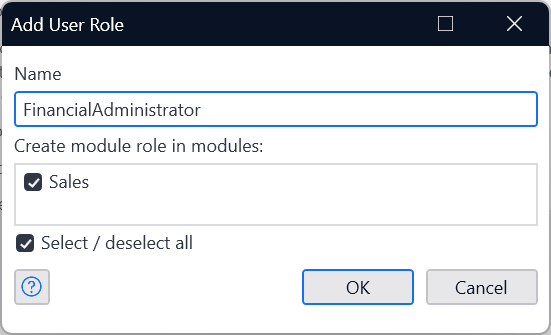 Add User Role
Name
FinancialAdministrator
Create module role in modules:
Sales
Select / deselect all
? OK Cancel